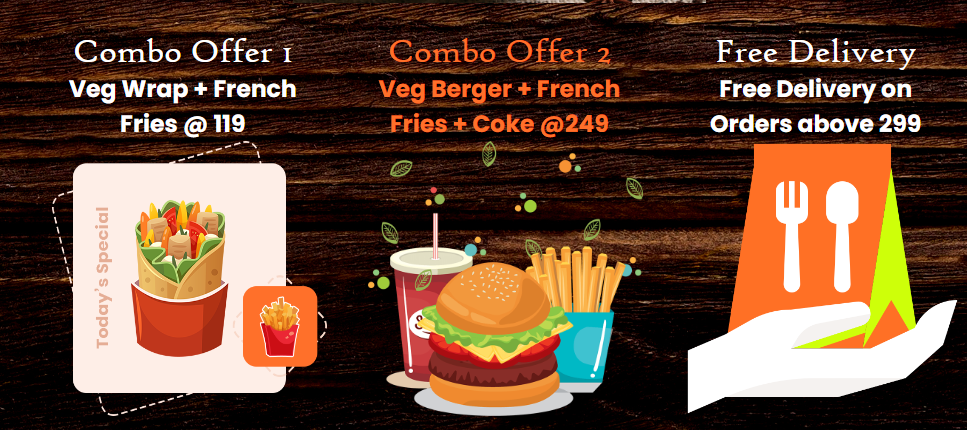 Combo Offer 1
Veg Wrap + French
Fries @ 119
Today's Special
Combo Offer 2
Veg Berger + French
Fries + Coke @249
Free Delivery
Free Delivery on
Orders above 299